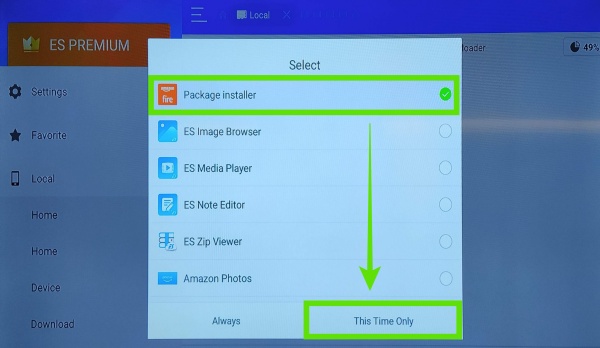 Local
ES PREMIUM
Settings
Favorite
Local
Home
Home
Device
Download
loader
49%
Select
amazon
fire
Package installer
ES Image Browser
ES Media Player
ES Note Editor
ES Zip Viewer
Amazon Photos
Always
This Time Only